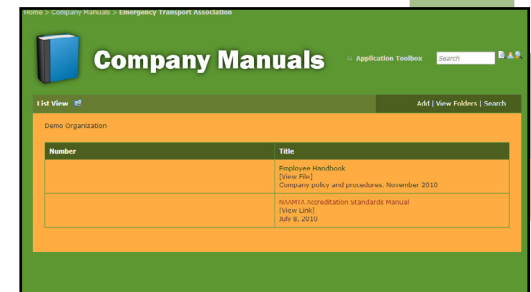 Home > Company Manuals > Emergency Transport Association
Company Manuals
Application Toolbox
Search
List View
Add | View Folders | Search
Demo Organization
Number
Title
Employee Handbook
[View File]
Company policy and procedures. November 2010
NAAMTA Accreditation Standards Manual
[View Link]
July 8, 2010